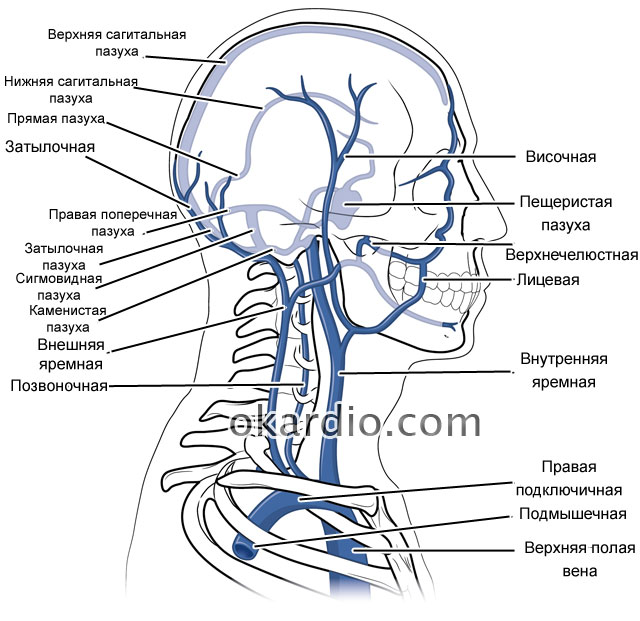 Верхняя сагитальная
пазуха
Нижняя сагитальная
пазуха
Прямая пазуха
Затылочная
Правая поперечная
пазуха
Затылочная
пазуха
Сигмовидная
пазуха
Каменистая
пазуха
Внешняя
яремная
Позвоночная
Височная
Пещеристая
пазуха
Верхнечелюстная
Лицевая
Внутренняя
яремная
okardio.com
Правая
подключичная
Подмышечная
Верхняя полая
вена